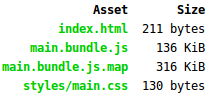 Asset Size
index.html 211 bytes
main.bundle.js 136 KiB
main.bundle.js.map 316 KiB
styles/main.css 130 bytes